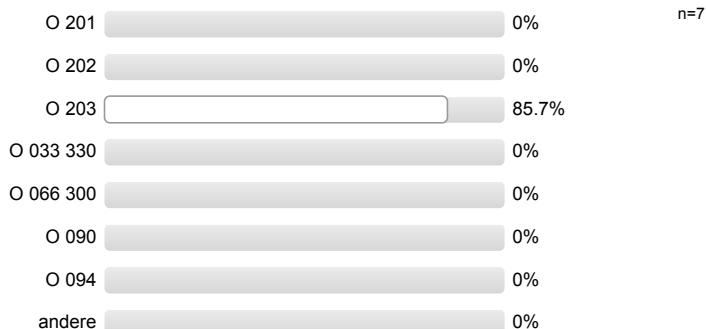 O 201 0% n=7
O 202 0%
O 203 85.7%
O 033 330 0%
O 066 300 0%
O 090 0%
O 094 0%
andere 0%